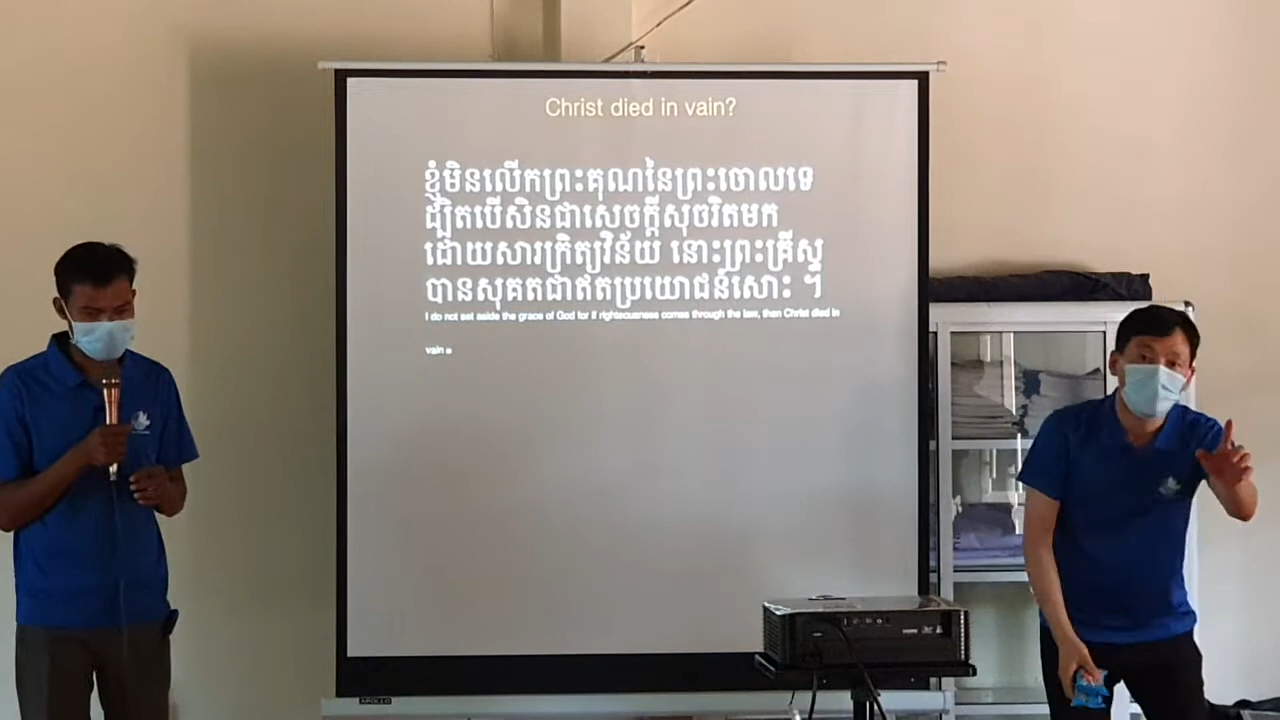 Christ died in vain?
ខ្ញុំមិនលើកព្រះគុណនៃព្រះចោលទេ
ដ្បិតបើសិនជាសេចក្ដីសុចរិតមក
ដោយសារក្រិត្យវិន័យ នោះព្រះគ្រីស្ទ
បានសុគតជាឥតប្រយោជន៍សោះ ។
I do not set aside the grace of God for if righteousness comes through the law, then Christ died in
vain
APOLLO